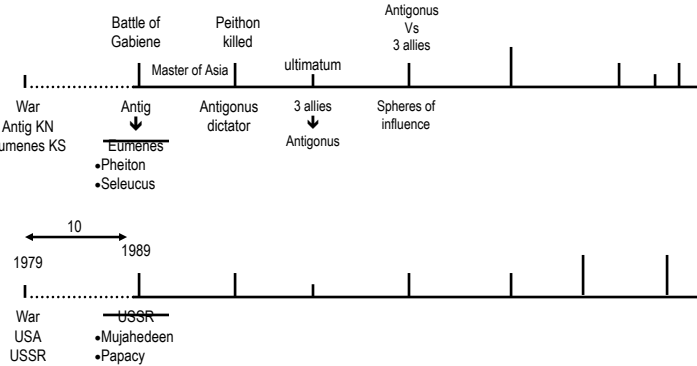 Battle of
Gabiene
Peithon
killed
Antigonus
Vs
3 allies
Master of Asia
ultimatum
War
Antig KN
umenes KS
Antig
Eumenes
•Pheiton
•Seleucus
Antigonus
dictator
3 allies
Antigonus
Spheres of
influence
10
1979
1989
War
USA
USSR
USSR
•Mujahedeen
•Papacy